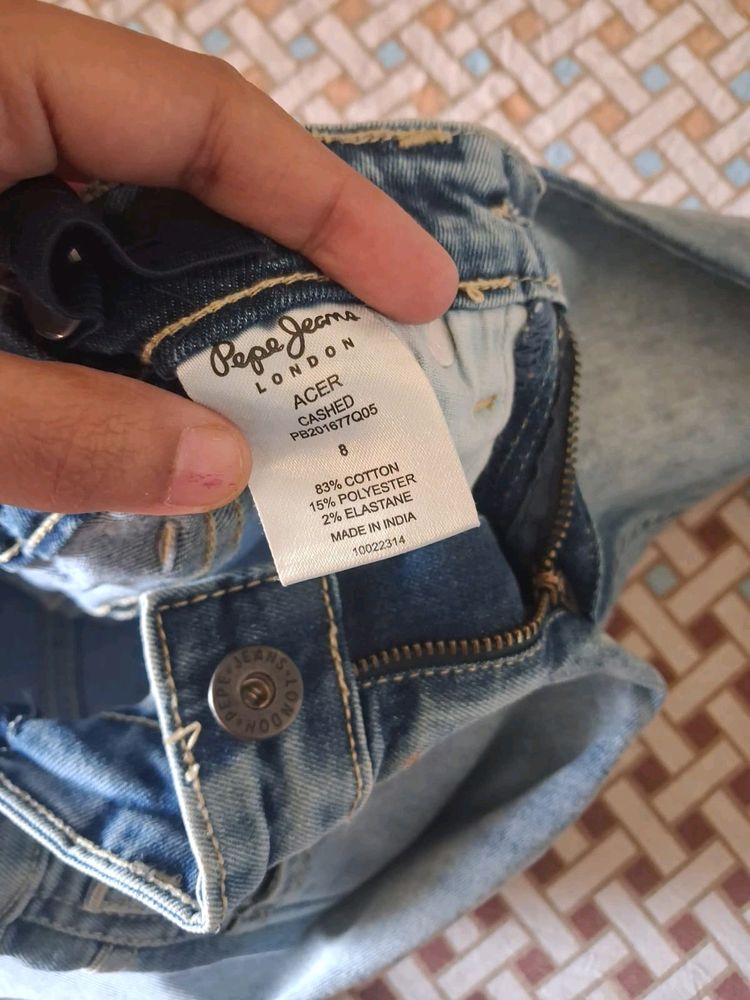 Pepe Jeans
LONDON
ACER
CASHED
PB201677Q05
8
83% COTTON
15% POLYESTER
2% ELASTANE
MADE IN INDIA
10022314
PEPE•JEANS•LONDON•